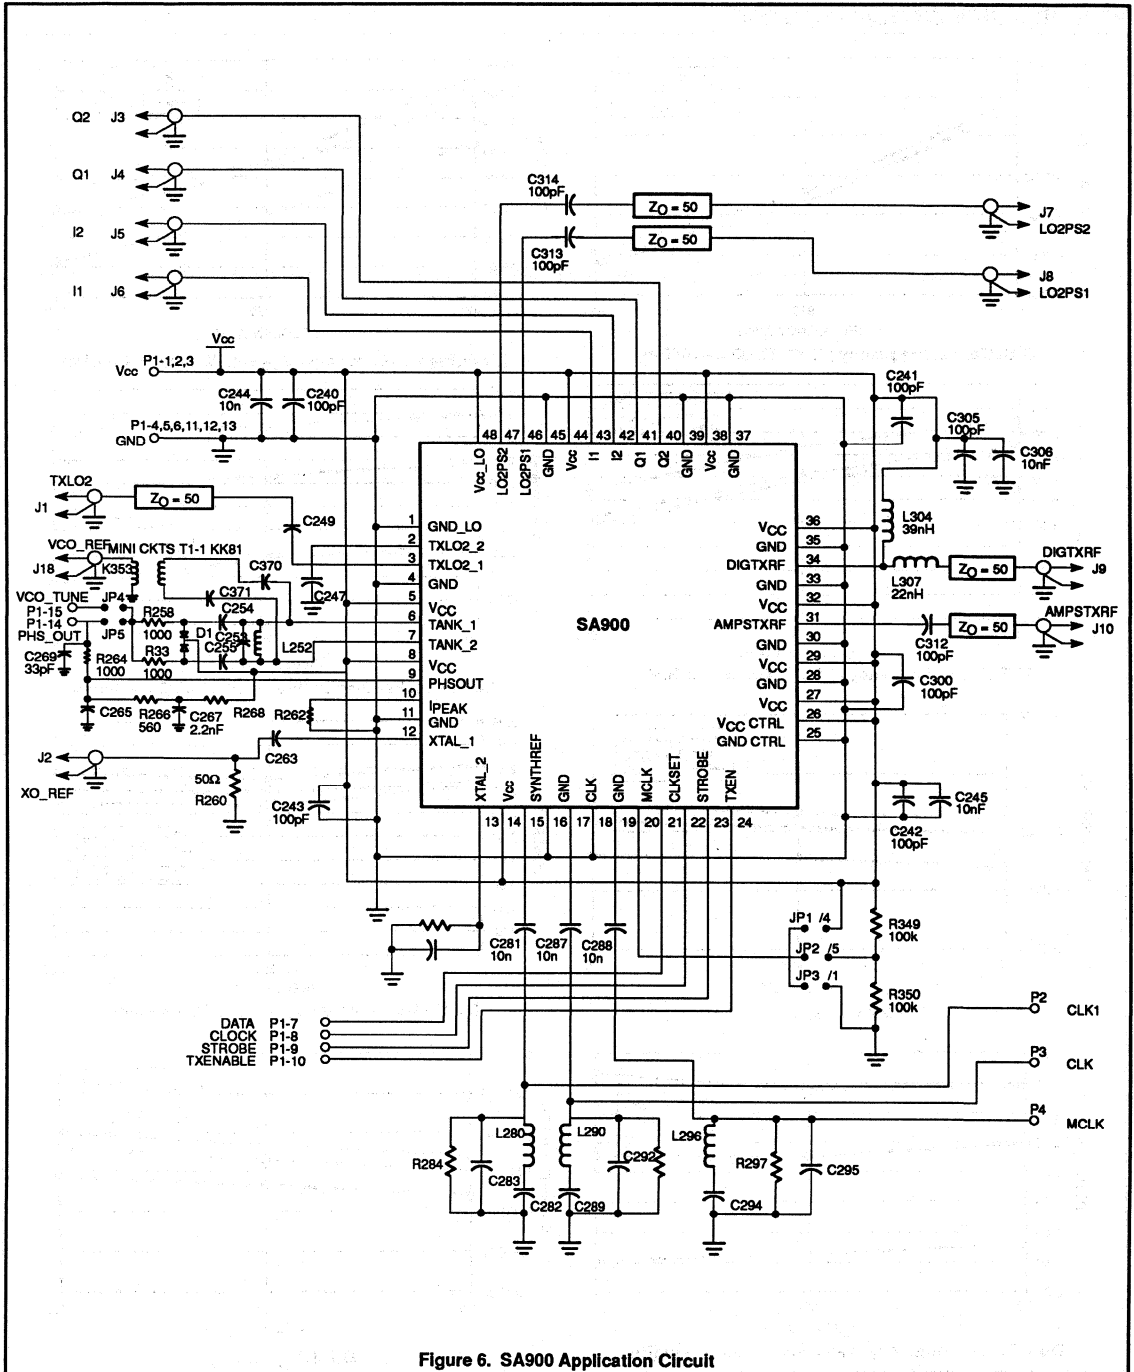 Q2 J3
Q1 J4
I2 J5
I1 J6
C314
100pF
ZO = 50
J7
LO2PS2
C313
100pF
ZO = 50
J8
LO2PS1
Vcc
Vcc P1-1,2,3
C244
10n
C240
100pF
P1-4,5,6,11,12,13
GND
C241
100pF
C305
100pF
C306
10nF
48 47 46 45 44 43 42 41 40 39 38 37
Vcc_LO
LO2PS2
LO2PS1
GND
Vcc
I1
I2
Q1
Q2
GND
Vcc
GND
TXLO2
J1
ZO = 50
C249
VCO_REF
J18
MINI CKTS T1-1 KK81
K353
C370
C371
C247
VCO_TUNE
P1-15
P1-14
PHS_OUT
JP4
JP5
R258
1000
C254
D1
C253
C255
L252
R33
1000
C269
33pF
R264
1000
C265
R266
560
C267
2.2nF
R268
R262
C263
J2
XO_REF
50Ω
R260
C243
100pF
1 GND_LO
2 TXLO2_2
3 TXLO2_1
4 GND
5 VCC
6 TANK_1
7 TANK_2
8 VCC
9 PHSOUT
10 IPEAK
11 GND
12 XTAL_1
SA900
VCC 36
GND 35
DIGTXRF 34
GND 33
VCC 32
AMPSTXRF 31
GND 30
VCC 29
GND 28
VCC 27
VCC CTRL 26
GND CTRL 25
L304
39nH
L307
22nH
ZO = 50
DIGTXRF
J9
C312
100pF
ZO = 50
AMPSTXRF
J10
C300
100pF
XTAL_2
Vcc
SYNTHREF
GND
CLK
GND
MCLK
CLKSET
STROBE
TXEN
13 14 15 16 17 18 19 20 21 22 23 24
C245
10nF
C242
100pF
C281
10n
C287
10n
C288
10n
JP1 /4
JP2 /5
JP3 /1
R349
100k
R350
100k
DATA P1-7
CLOCK P1-8
STROBE P1-9
TXENABLE P1-10
P2 CLK1
P3 CLK
P4 MCLK
R284
C283
L280
C282
L290
C289
C292
L296
C294
R297
C295
Figure 6. SA900 Application Circuit